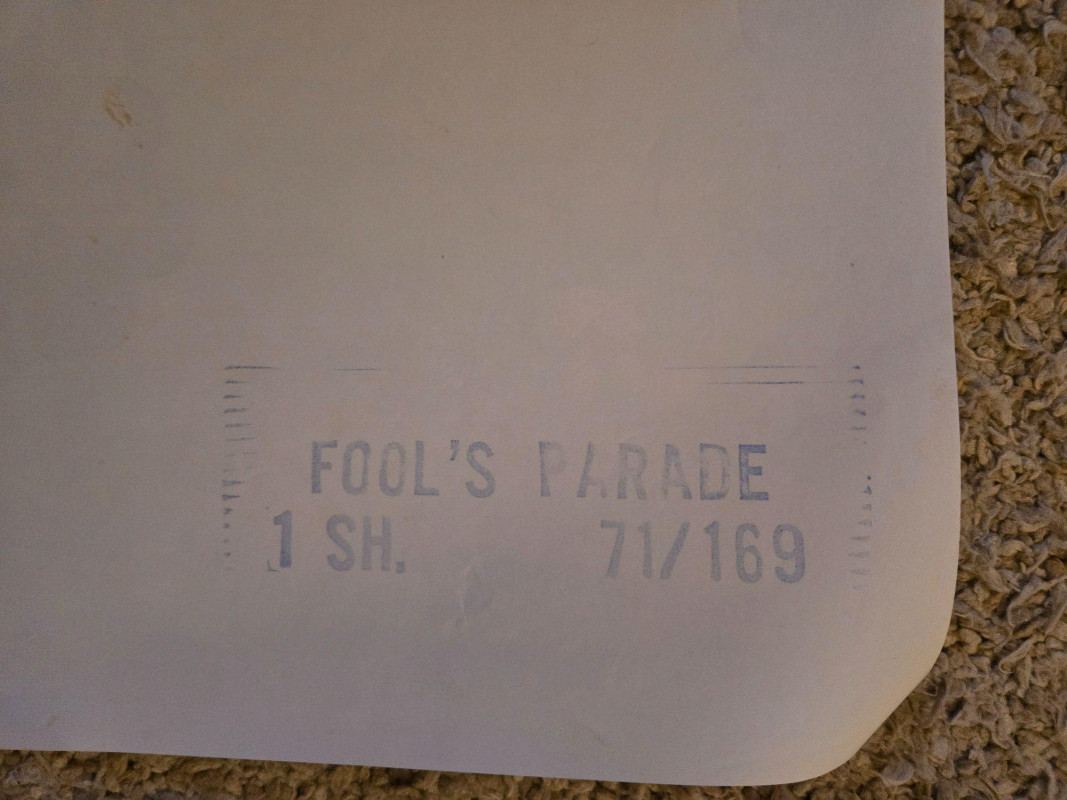 FOOL'S PARADE
1 SH. 71/169